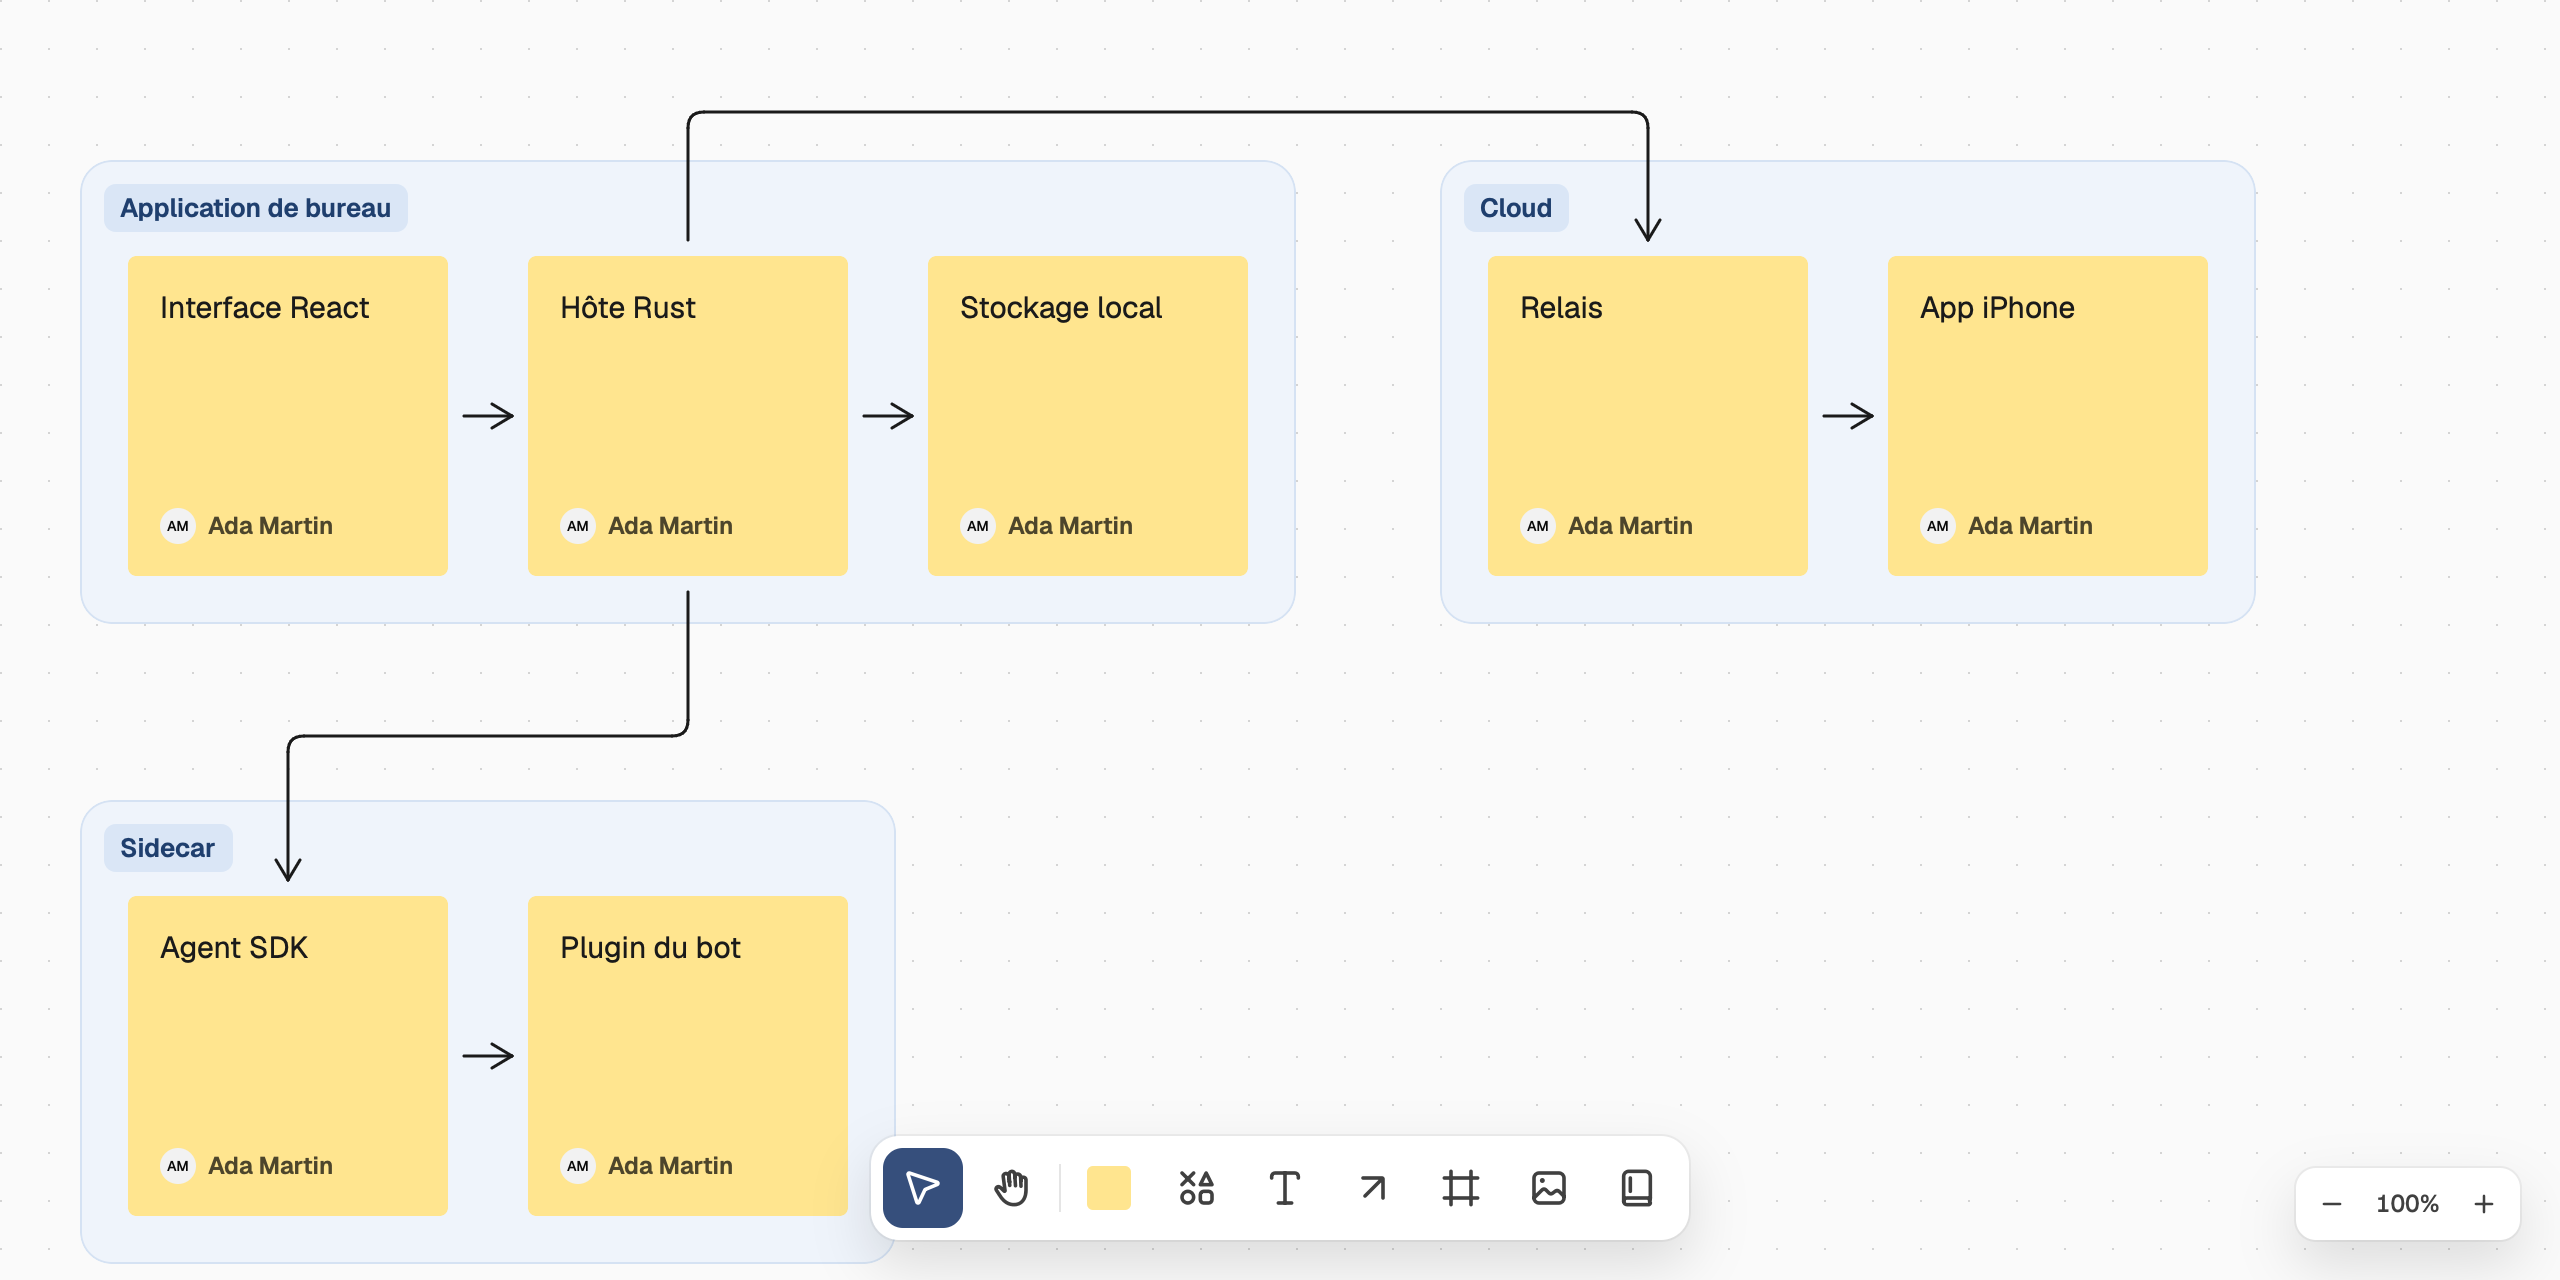 Application de bureau
Interface React
AM Ada Martin
Hôte Rust
AM Ada Martin
Stockage local
AM Ada Martin
Cloud
Relais
AM Ada Martin
App iPhone
AM Ada Martin
Sidecar
Agent SDK
AM Ada Martin
Plugin du bot
AM Ada Martin
100%